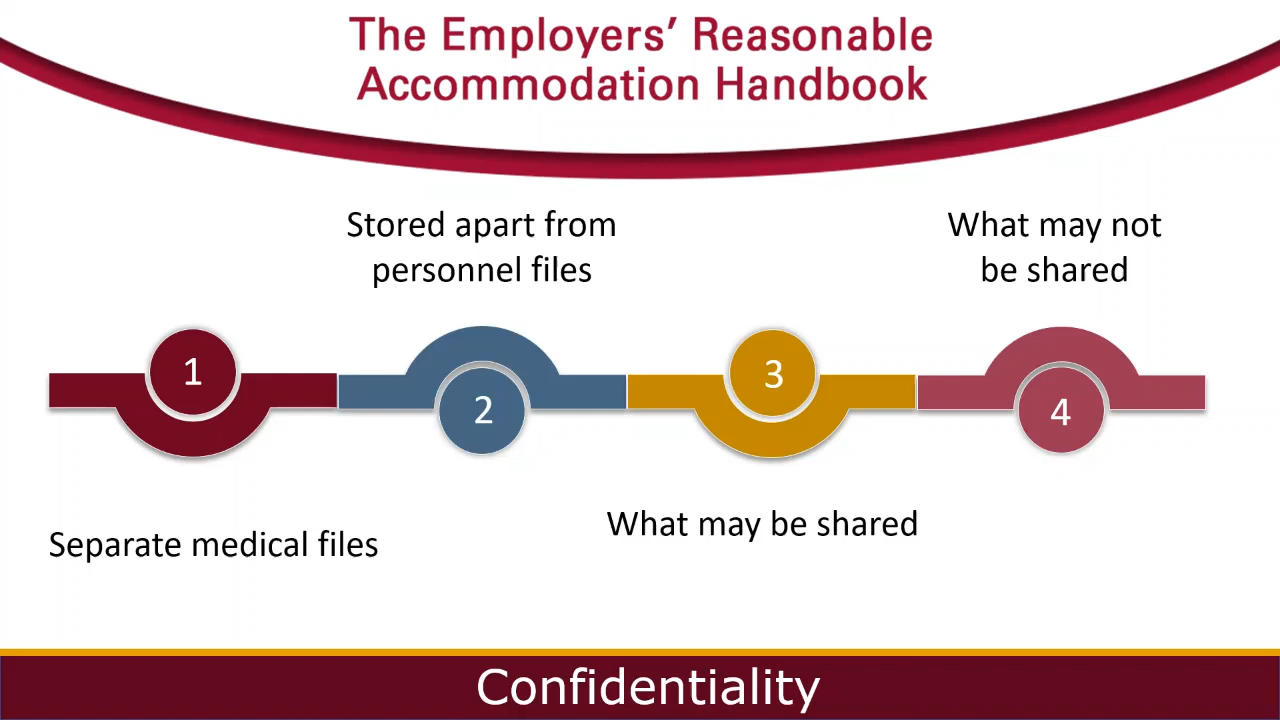 The Employers’ Reasonable
Accommodation Handbook
Stored apart from
personnel files
What may not
be shared
1
2
3
4
Separate medical files
What may be shared
Confidentiality